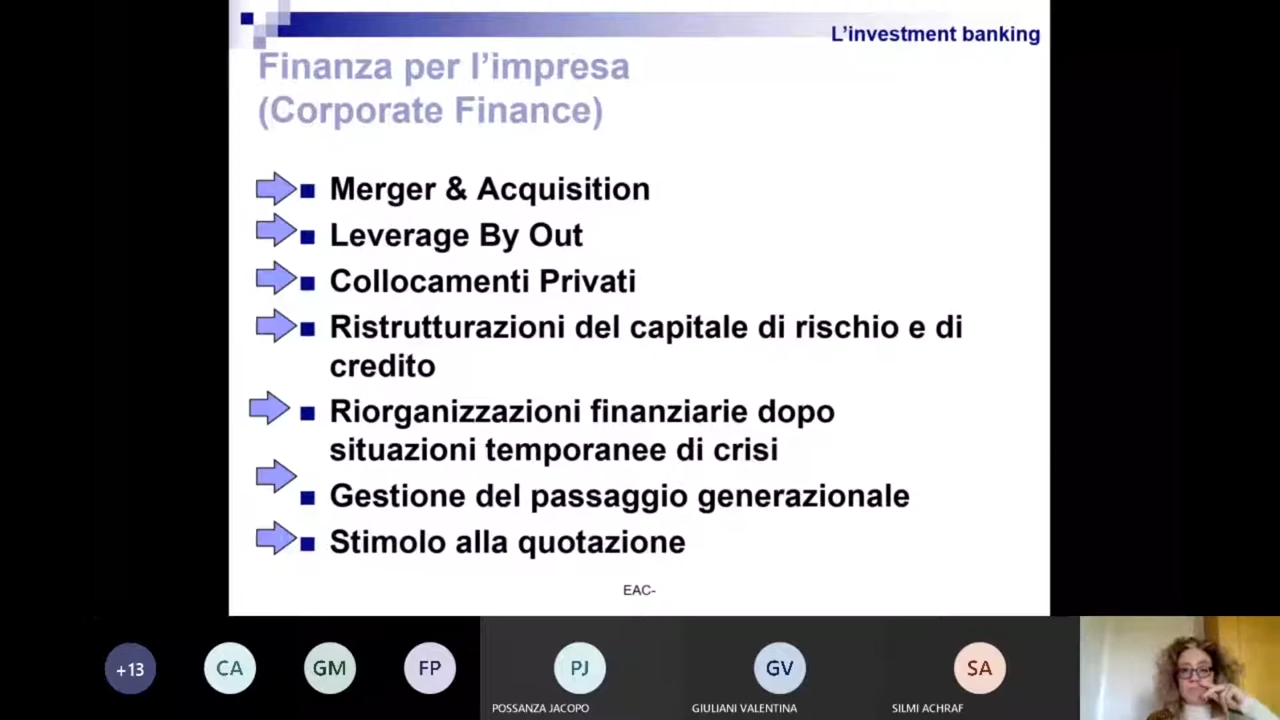 L'investment banking
Finanza per l'impresa
(Corporate Finance)
Merger & Acquisition
Leverage By Out
Collocamenti Privati
Ristrutturazioni del capitale di rischio e di
credito
Riorganizzazioni finanziarie dopo
situazioni temporanee di crisi
Gestione del passaggio generazionale
Stimolo alla quotazione
EAC-
+13
CA
GM
FP
PJ
GV
SA
POSSANZA JACOPO
GIULIANI VALENTINA
SILMI ACHRAF